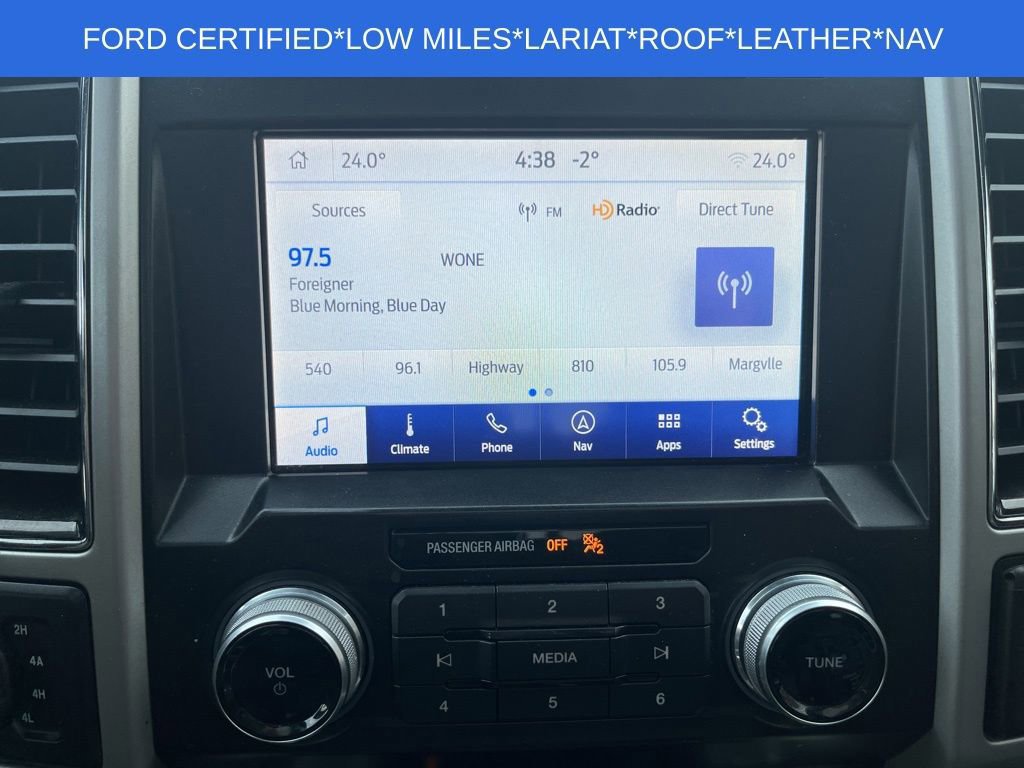 FORD CERTIFIED*LOW MILES*LARIAT*ROOF*LEATHER*NAV
24.0° 4:38 -2° 24.0°
Sources FM HD Radio Direct Tune
97.5 WONE
Foreigner
Blue Morning, Blue Day
540 96.1 Highway 810 105.9 Margvlle
Audio Climate Phone Nav Apps Settings
PASSENGER AIRBAG OFF 2
1 2 3
MEDIA
4 5 6
VOL
TUNE
2H
4A
4H
4L